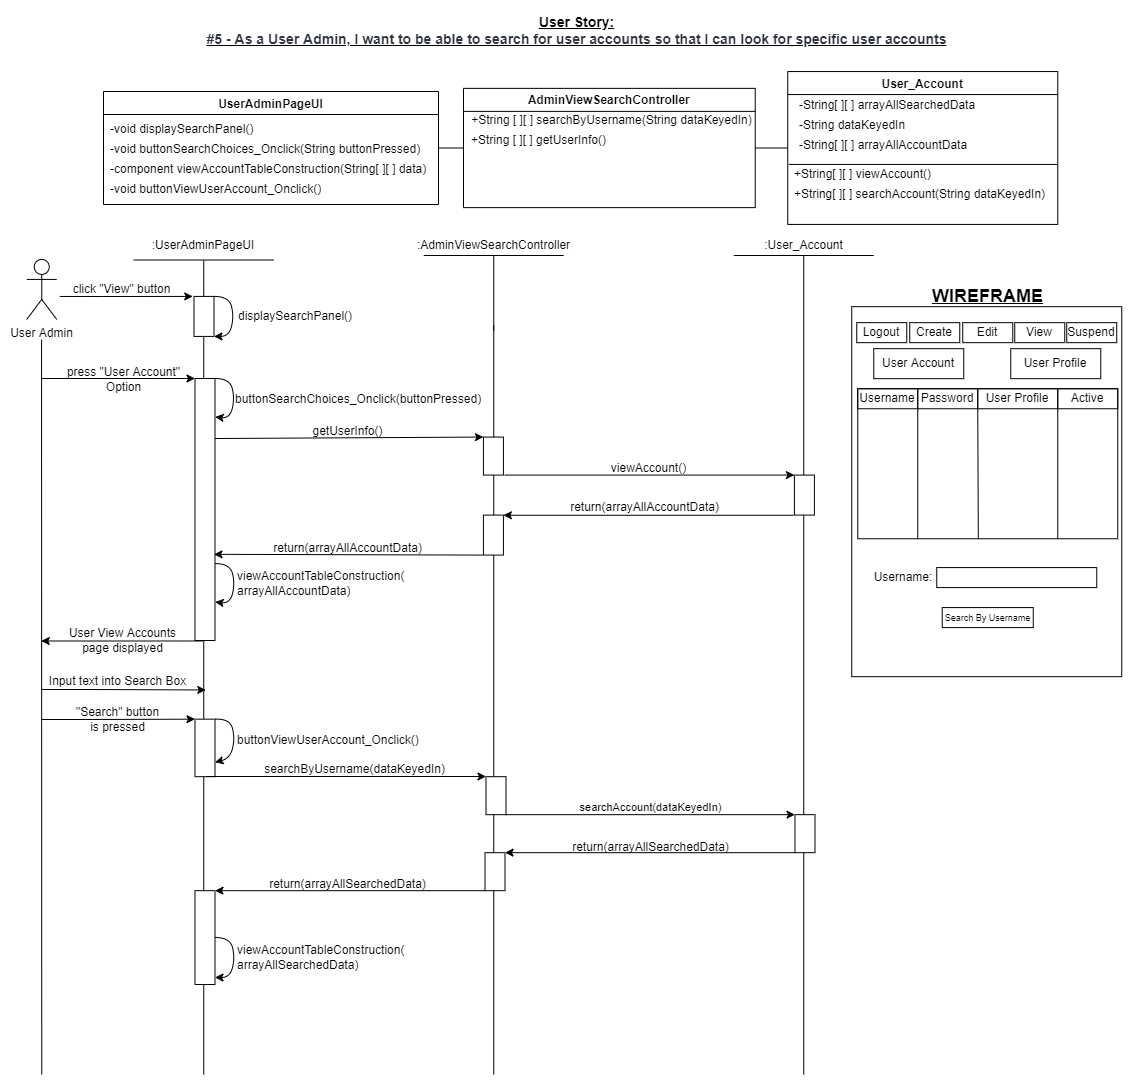 User Story:
#5 - As a User Admin, I want to be able to search for user accounts so that I can look for specific user accounts
UserAdminPageUI
-void displaySearchPanel()
-void buttonSearchChoices_Onclick(String buttonPressed)
-component viewAccountTableConstruction(String[ ][ ] data)
-void buttonViewUserAccount_Onclick()
AdminViewSearchController
+String [ ][ ] searchByUsername(String dataKeyedIn)
+String [ ][ ] getUserInfo()
User_Account
-String[ ][ ] arrayAllSearchedData
-String dataKeyedIn
-String[ ][ ] arrayAllAccountData
+String[ ][ ] viewAccount()
+String[ ][ ] searchAccount(String dataKeyedIn)
:UserAdminPageUI
:AdminViewSearchController
:User_Account
User Admin
click "View" button
displaySearchPanel()
press "User Account"
Option
buttonSearchChoices_Onclick(buttonPressed)
getUserInfo()
viewAccount()
return(arrayAllAccountData)
return(arrayAllAccountData)
viewAccountTableConstruction(
arrayAllAccountData)
User View Accounts
page displayed
Input text into Search Box
"Search" button
is pressed
buttonViewUserAccount_Onclick()
searchByUsername(dataKeyedIn)
searchAccount(dataKeyedIn)
return(arrayAllSearchedData)
return(arrayAllSearchedData)
viewAccountTableConstruction(
arrayAllSearchedData)
WIREFRAME
Logout Create Edit View Suspend
User Account User Profile
Username Password User Profile Active
Username:
Search By Username